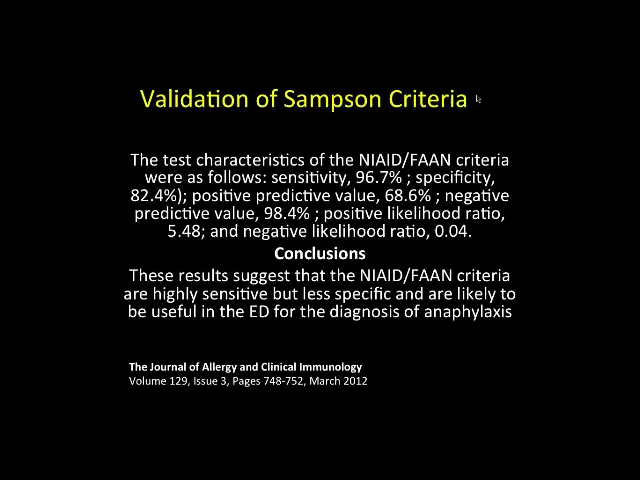 Validation of Sampson Criteria
The test characteristics of the NIAID/FAAN criteria
were as follows: sensitivity, 96.7% ; specificity,
82.4%); positive predictive value, 68.6% ; negative
predictive value, 98.4% ; positive likelihood ratio,
5.48; and negative likelihood ratio, 0.04.
Conclusions
These results suggest that the NIAID/FAAN criteria
are highly sensitive but less specific and are likely to
be useful in the ED for the diagnosis of anaphylaxis
The Journal of Allergy and Clinical Immunology
Volume 129, Issue 3, Pages 748-752, March 2012